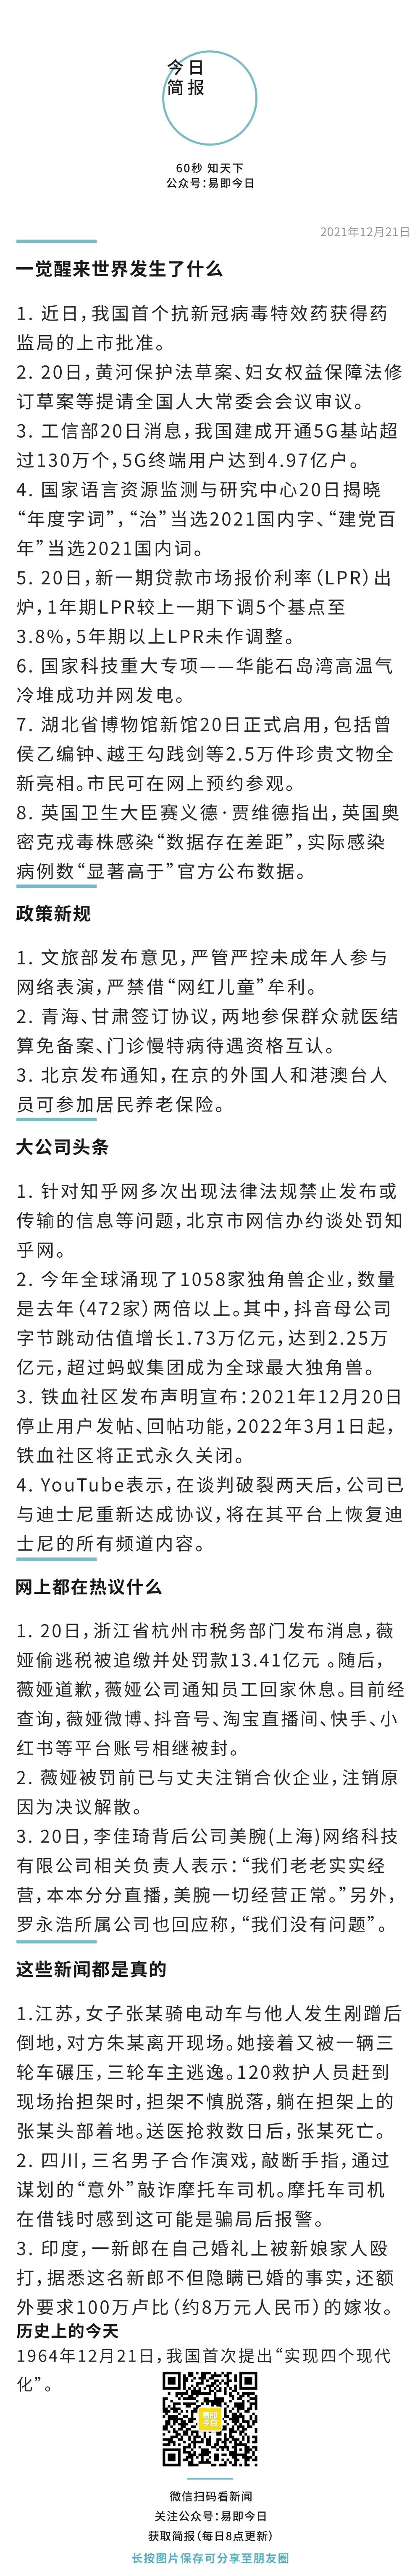 今日
简报
60秒 知天下
公众号：易即今日
2021年12月21日
一觉醒来世界发生了什么
1. 近日，我国首个抗新冠病毒特效药获得药
监局的上市批准。
2. 20日，黄河保护法草案、妇女权益保障法修
订草案等提请全国人大常委会会议审议。
3. 工信部20日消息，我国建成开通5G基站超
过130万个，5G终端用户达到4.97亿户。
4. 国家语言资源监测与研究中心20日揭晓
“年度字词”，“治”当选2021国内字、“建党百
年”当选2021国内词。
5. 20日，新一期贷款市场报价利率（LPR）出
炉，1年期LPR较上一期下调5个基点至
3.8%，5年期以上LPR未作调整。
6. 国家科技重大专项——华能石岛湾高温气
冷堆成功并网发电。
7. 湖北省博物馆新馆20日正式启用，包括曾
侯乙编钟、越王勾践剑等2.5万件珍贵文物全
新亮相。市民可在网上预约参观。
8. 英国卫生大臣赛义德·贾维德指出，英国奥
密克戎毒株感染“数据存在差距”，实际感染
病例数“显著高于”官方公布数据。
政策新规
1. 文旅部发布意见，严管严控未成年人参与
网络表演，严禁借“网红儿童”牟利。
2. 青海、甘肃签订协议，两地参保群众就医结
算免备案、门诊慢特病待遇资格互认。
3. 北京发布通知，在京的外国人和港澳台人
员可参加居民养老保险。
大公司头条
1. 针对知乎网多次出现法律法规禁止发布或
传输的信息等问题，北京市网信办约谈处罚知
乎网。
2. 今年全球涌现了1058家独角兽企业，数量
是去年（472家）两倍以上。其中，抖音母公司
字节跳动估值增长1.73万亿元，达到2.25万
亿元，超过蚂蚁集团成为全球最大独角兽。
3. 铁血社区发布声明宣布：2021年12月20日
停止用户发帖、回帖功能，2022年3月1日起，
铁血社区将正式永久关闭。
4. YouTube表示，在谈判破裂两天后，公司已
与迪士尼重新达成协议，将在其平台上恢复迪
士尼的所有频道内容。
网上都在热议什么
1. 20日，浙江省杭州市税务部门发布消息，薇
娅偷逃税被追缴并处罚款13.41亿元 。随后，
薇娅道歉，薇娅公司通知员工回家休息。目前经
查询，薇娅微博、抖音号、淘宝直播间、快手、小
红书等平台账号相继被封。
2. 薇娅被罚前已与丈夫注销合伙企业，注销原
因为决议解散。
3. 20日，李佳琦背后公司美腕(上海)网络科技
有限公司相关负责人表示：“我们老老实实经
营，本本分分直播，美腕一切经营正常。”另外，
罗永浩所属公司也回应称，“我们没有问题”。
这些新闻都是真的
1.江苏，女子张某骑电动车与他人发生剐蹭后
倒地，对方朱某离开现场。她接着又被一辆三
轮车碾压，三轮车主逃逸。120救护人员赶到
现场抬担架时，担架不慎脱落，躺在担架上的
张某头部着地。送医抢救数日后，张某死亡。
2. 四川，三名男子合作演戏，敲断手指，通过
谋划的“意外”敲诈摩托车司机。摩托车司机
在借钱时感到这可能是骗局后报警。
3. 印度，一新郎在自己婚礼上被新娘家人殴
打，据悉这名新郎不但隐瞒已婚的事实，还额
外要求100万卢比（约8万元人民币）的嫁妆。
历史上的今天
1964年12月21日，我国首次提出“实现四个现代
化”。
易即
今日
微信扫码看新闻
关注公众号：易即今日
获取简报（每日8点更新）
长按图片保存可分享至朋友圈